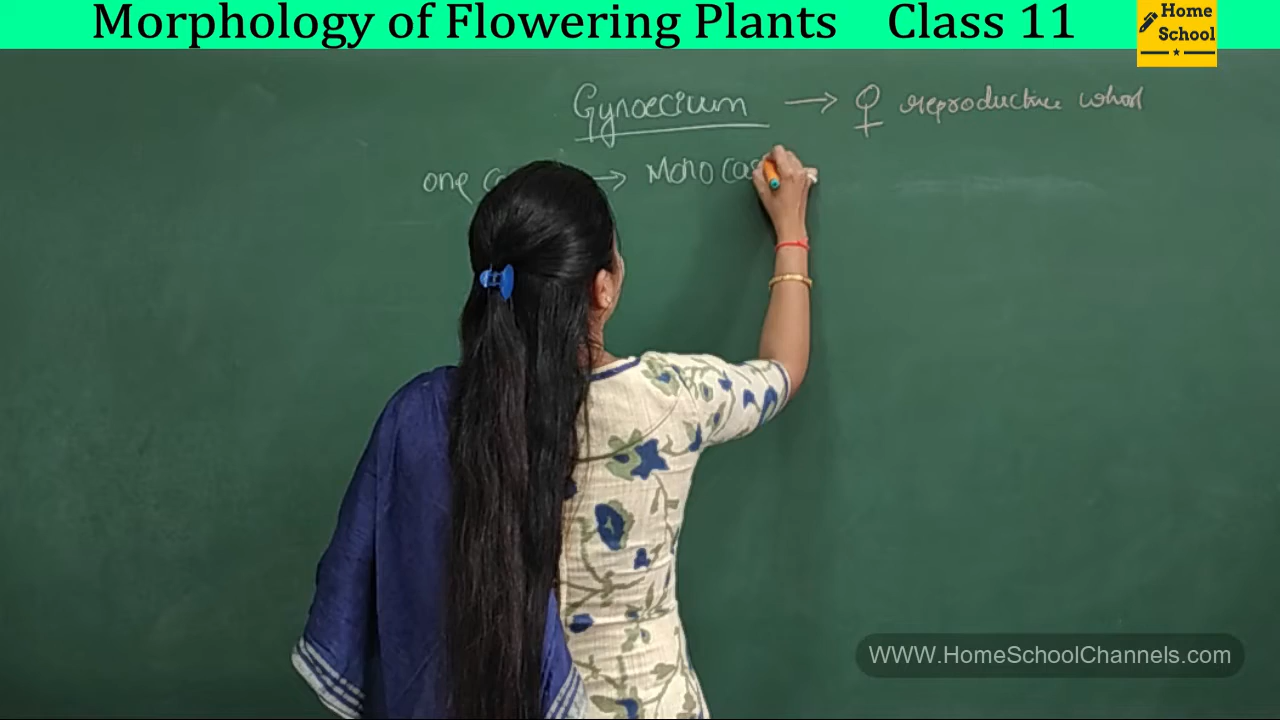 Morphology of Flowering Plants Class 11
Home
School
Gynoecium → ♀ reproductive whorl
one → Mono
WWW.HomeSchoolChannels.com